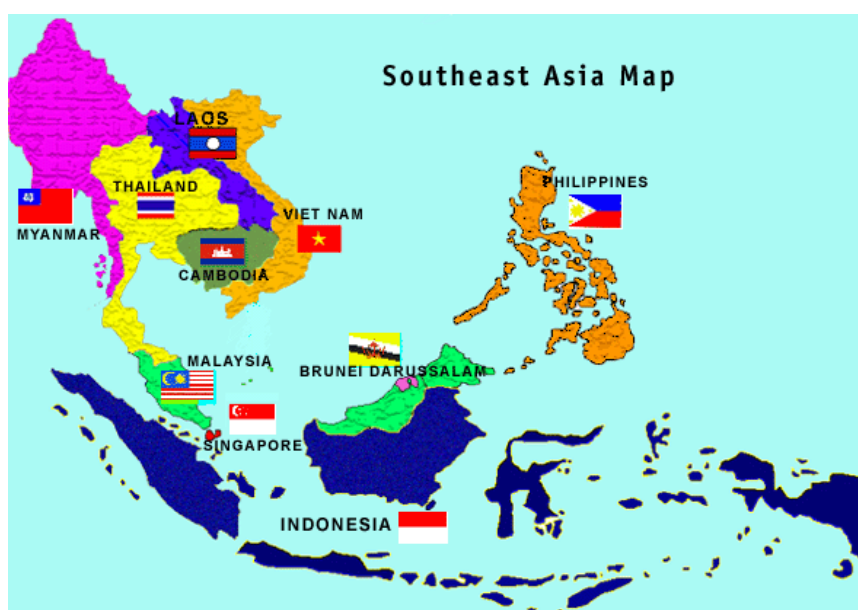 Southeast Asia Map
LAOS
THAILAND
PHILIPPINES
VIET NAM
MYANMAR
CAMBODIA
MALAYSIA
BRUNEI DARUSSALAM
SINGAPORE
INDONESIA